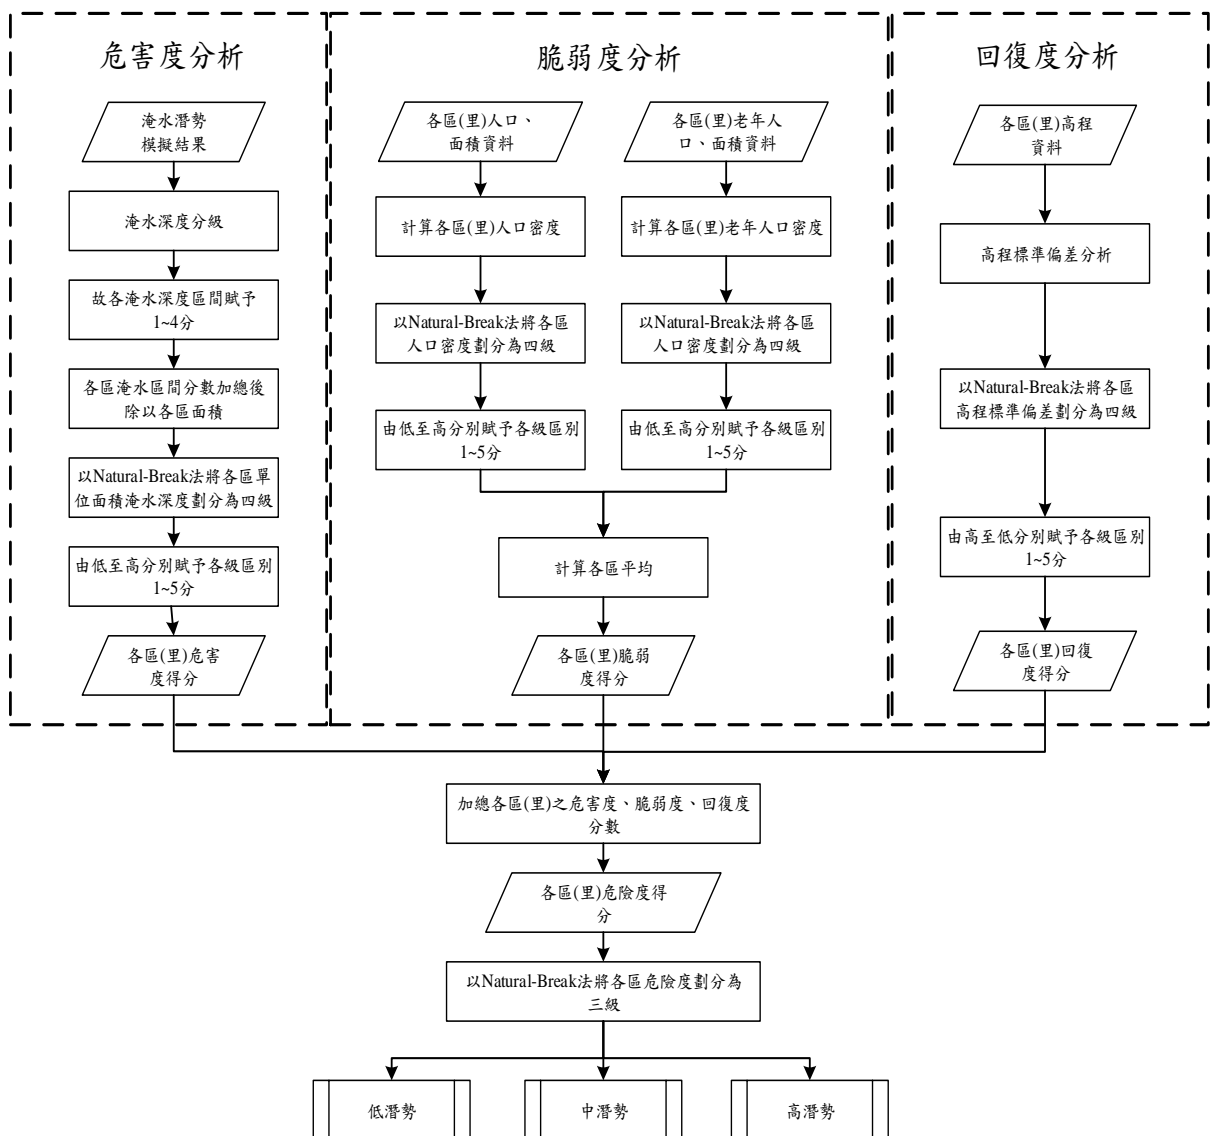 危害度分析
淹水潛勢
模擬結果
淹水深度分級
故各淹水深度區間賦予
1~4分
各區淹水區間分數加總後
除以各區面積
以Natural-Break法將各區單
位面積淹水深度劃分為四級
由低至高分別賦予各級區別
1~5分
各區(里)危害
度得分
脆弱度分析
各區(里)人口、
面積資料
計算各區(里)人口密度
以Natural-Break法將各區
人口密度劃分為四級
由低至高分別賦予各級區別
1~5分
各區(里)老年人
口、面積資料
計算各區(里)老年人口密度
以Natural-Break法將各區
人口密度劃分為四級
由低至高分別賦予各級區別
1~5分
計算各區平均
各區(里)脆弱
度得分
回復度分析
各區(里)高程
資料
高程標準偏差分析
以Natural-Break法將各區
高程標準偏差劃分為四級
由高至低分別賦予各級區別
1~5分
各區(里)回復
度得分
加總各區(里)之危害度、脆弱度、回復度
分數
各區(里)危險度得
分
以Natural-Break法將各區危險度劃分為
三級
低潛勢
中潛勢
高潛勢